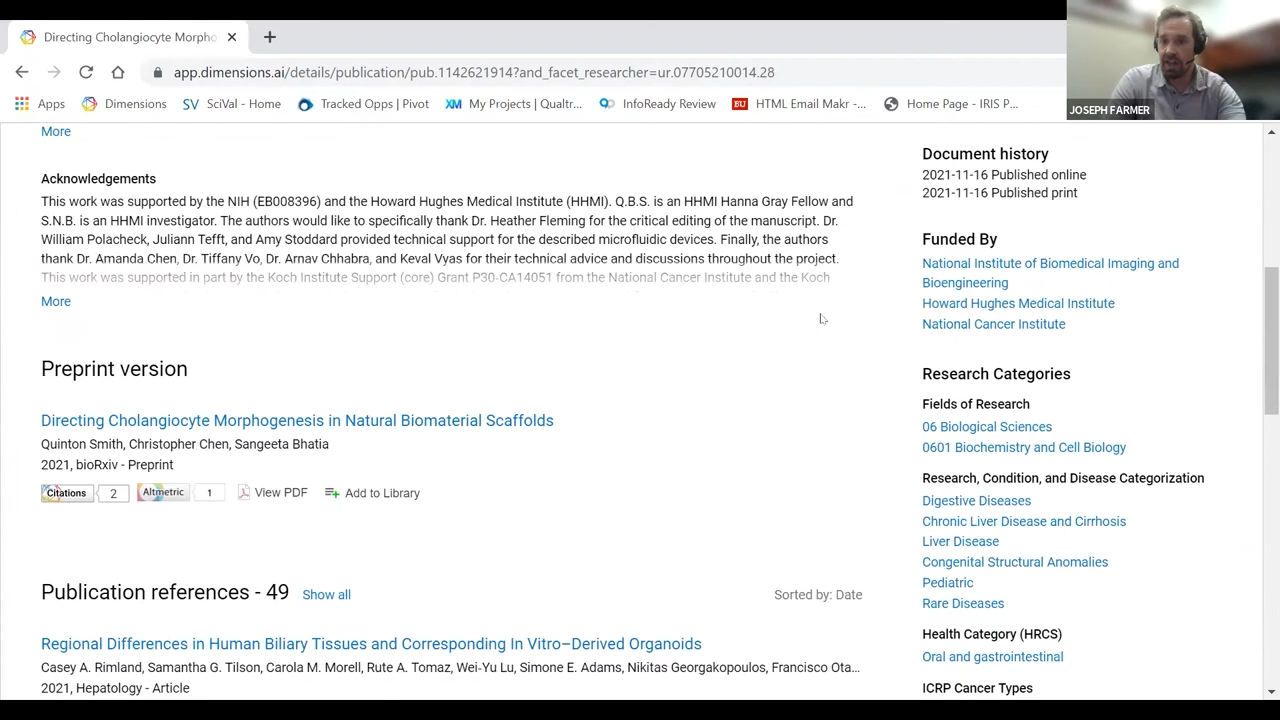 Directing Cholangiocyte Morpho
app.dimensions.ai/details/publication/pub.1142621914?and_facet_researcher=ur.07705210014.28
Apps
Dimensions
SciVal - Home
Tracked Opps | Pivot
XM
My Projects | Qualtr...
InfoReady Review
BU
HTML Email Makr -...
Home Page - IRIS P...
JOSEPH FARMER
More
Acknowledgements
This work was supported by the NIH (EB008396) and the Howard Hughes Medical Institute (HHMI). Q.B.S. is an HHMI Hanna Gray Fellow and
S.N.B. is an HHMI investigator. The authors would like to specifically thank Dr. Heather Fleming for the critical editing of the manuscript. Dr.
William Polacheck, Juliann Tefft, and Amy Stoddard provided technical support for the described microfluidic devices. Finally, the authors
thank Dr. Amanda Chen, Dr. Tiffany Vo, Dr. Arnav Chhabra, and Keval Vyas for their technical advice and discussions throughout the project.
This work was supported in part by the Koch Institute Support (core) Grant P30-CA14051 from the National Cancer Institute and the Koch
More
Preprint version
Directing Cholangiocyte Morphogenesis in Natural Biomaterial Scaffolds
Quinton Smith, Christopher Chen, Sangeeta Bhatia
2021, bioRxiv - Preprint
Citations 2 Altmetric 1 View PDF Add to Library
Publication references - 49 Show all Sorted by: Date
Regional Differences in Human Biliary Tissues and Corresponding In Vitro–Derived Organoids
Casey A. Rimland, Samantha G. Tilson, Carola M. Morell, Rute A. Tomaz, Wei-Yu Lu, Simone E. Adams, Nikitas Georgakopoulos, Francisco Ota...
2021, Hepatology - Article
Document history
2021-11-16 Published online
2021-11-16 Published print
Funded By
National Institute of Biomedical Imaging and
Bioengineering
Howard Hughes Medical Institute
National Cancer Institute
Research Categories
Fields of Research
06 Biological Sciences
0601 Biochemistry and Cell Biology
Research, Condition, and Disease Categorization
Digestive Diseases
Chronic Liver Disease and Cirrhosis
Liver Disease
Congenital Structural Anomalies
Pediatric
Rare Diseases
Health Category (HRCS)
Oral and gastrointestinal
ICRP Cancer Types